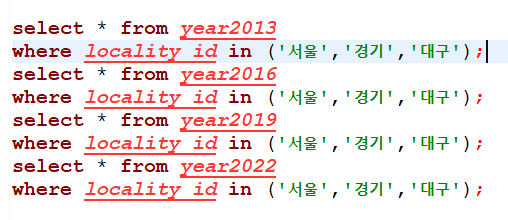 select * from year2013
where locality_id in ('서울','경기','대구');
select * from year2016
where locality_id in ('서울','경기','대구');
select * from year2019
where locality_id in ('서울','경기','대구');
select * from year2022
where locality_id in ('서울','경기','대구');